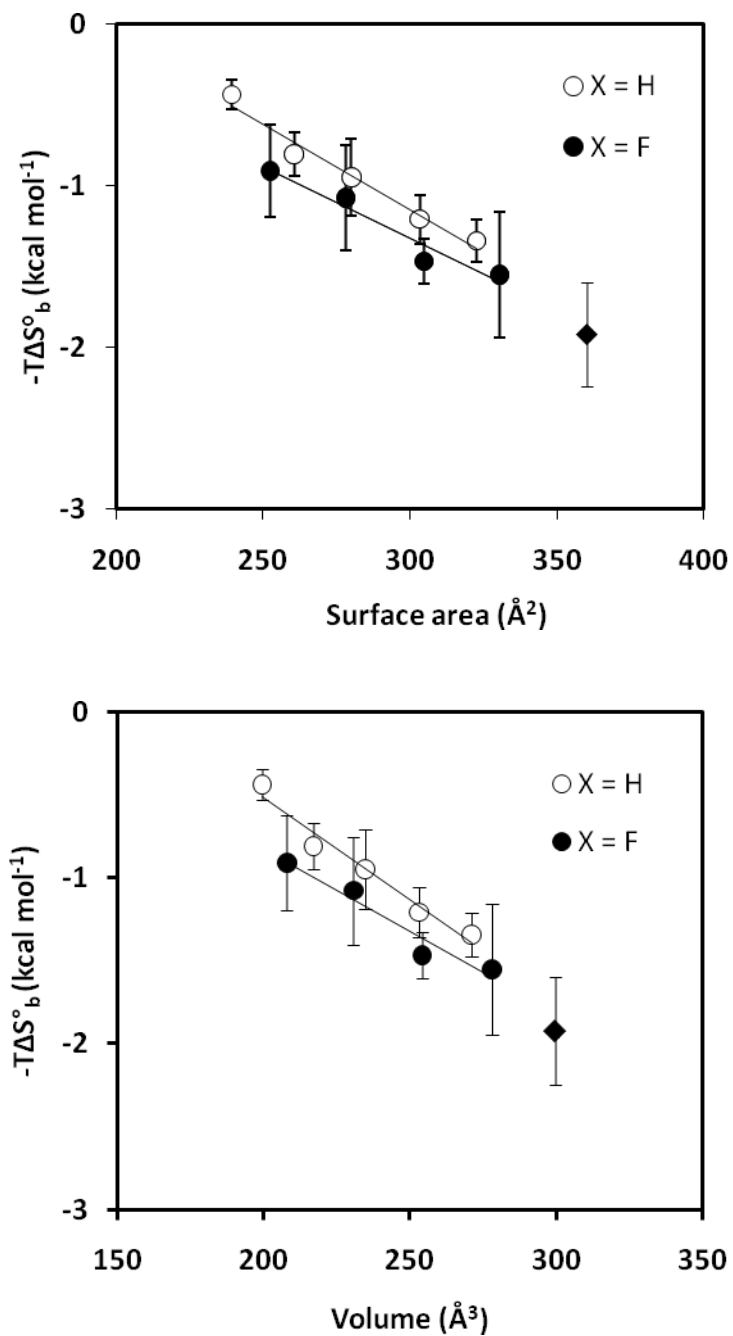 0
-1
-2
-3
-TΔS°b (kcal mol-1)
X = H
X = F
200 250 300 350 400
Surface area (Å2)
0
-1
-2
-3
-TΔS°b (kcal mol-1)
X = H
X = F
150 200 250 300 350
Volume (Å3)